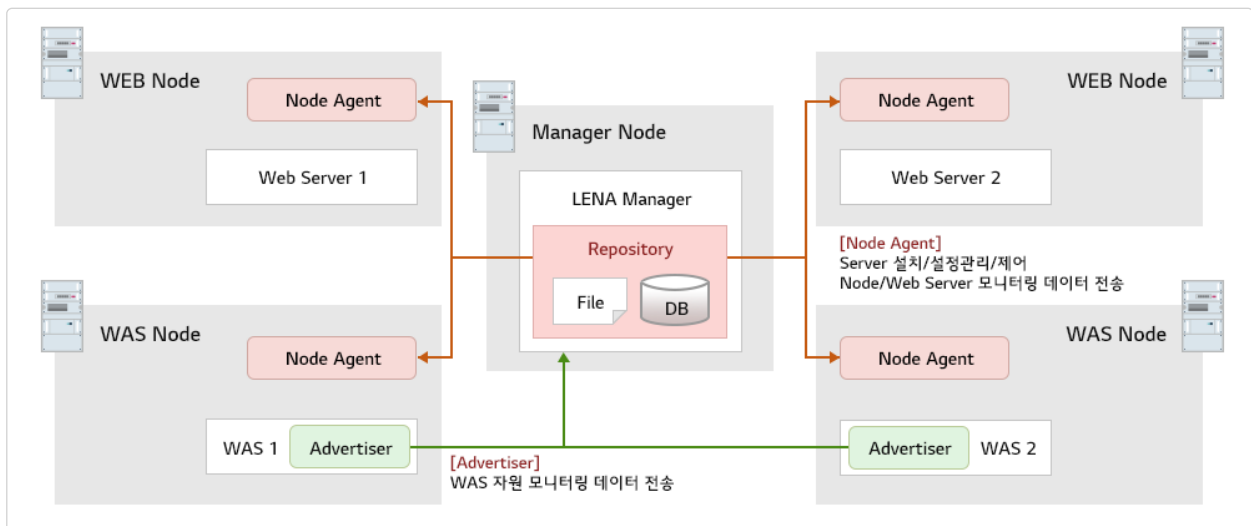 WEB Node
Node Agent
Web Server 1
Manager Node
LENA Manager
Repository
File
DB
WEB Node
Node Agent
Web Server 2
[Node Agent]
Server 설치/설정관리/제어
Node/Web Server 모니터링 데이터 전송
WAS Node
Node Agent
WAS 1
Advertiser
[Advertiser]
WAS 자원 모니터링 데이터 전송
WAS Node
Node Agent
Advertiser
WAS 2